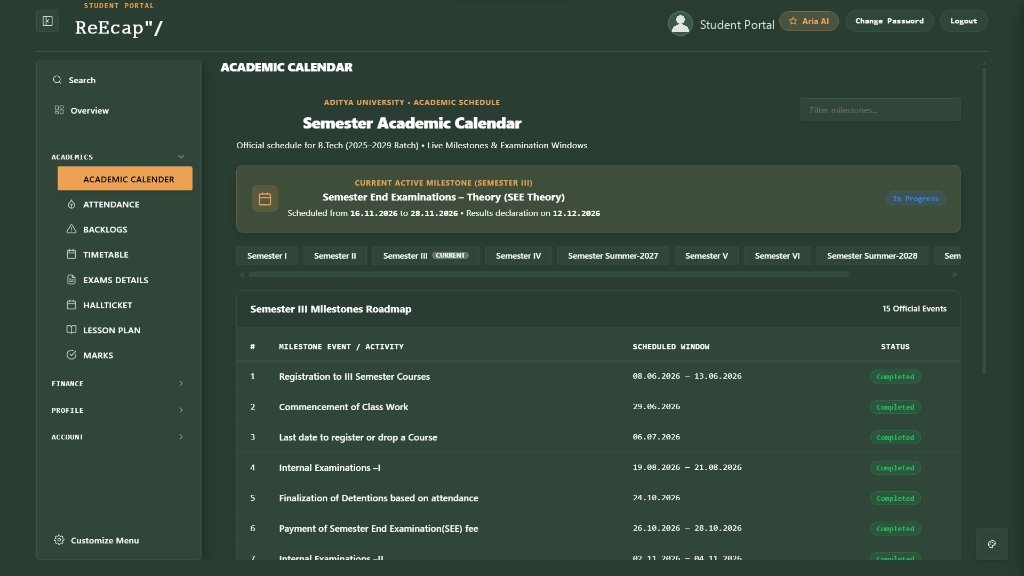 STUDENT PORTAL
ReEcap"/
Student Portal
Aria AI
Change Password
Logout
Search
Overview
ACADEMICS
ACADEMIC CALENDER
ATTENDANCE
BACKLOGS
TIMETABLE
EXAMS DETAILS
HALLTICKET
LESSON PLAN
MARKS
FINANCE
PROFILE
ACCOUNT
Customize Menu
ACADEMIC CALENDAR
ADITYA UNIVERSITY • ACADEMIC SCHEDULE
Semester Academic Calendar
Official schedule for B.Tech (2025–2029 Batch) • Live Milestones & Examination Windows
Filter milestones...
CURRENT ACTIVE MILESTONE (SEMESTER III)
Semester End Examinations – Theory (SEE Theory)
Scheduled from 16.11.2026 to 28.11.2026 • Results declaration on 12.12.2026
In Progress
Semester I Semester II Semester III CURRENT Semester IV Semester Summer-2027 Semester V Semester VI Semester Summer-2028 Sem
Semester III Milestones Roadmap 15 Official Events
# MILESTONE EVENT / ACTIVITY SCHEDULED WINDOW STATUS
1 Registration to III Semester Courses 08.06.2026 – 13.06.2026 Completed
2 Commencement of Class Work 29.06.2026 Completed
3 Last date to register or drop a Course 06.07.2026 Completed
4 Internal Examinations –I 19.08.2026 – 21.08.2026 Completed
5 Finalization of Detentions based on attendance 24.10.2026 Completed
6 Payment of Semester End Examination(SEE) fee 26.10.2026 – 28.10.2026 Completed
7 Internal Examinations –II 02.11.2026 – 04.11.2026 Completed